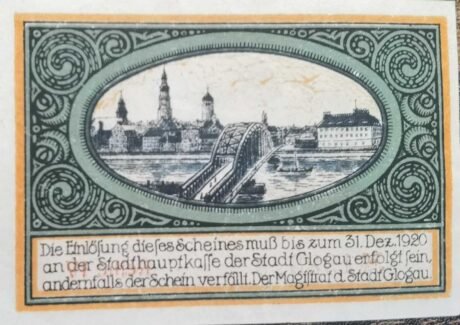 Die Einlösung dieses Scheines muß bis zum 31. Dez. 1920
an der Stadthauptkasse der Stadt Glogau erfolgt sein,
andernfalls der Schein verfällt. Der Magistrat d. Stadt Glogau.